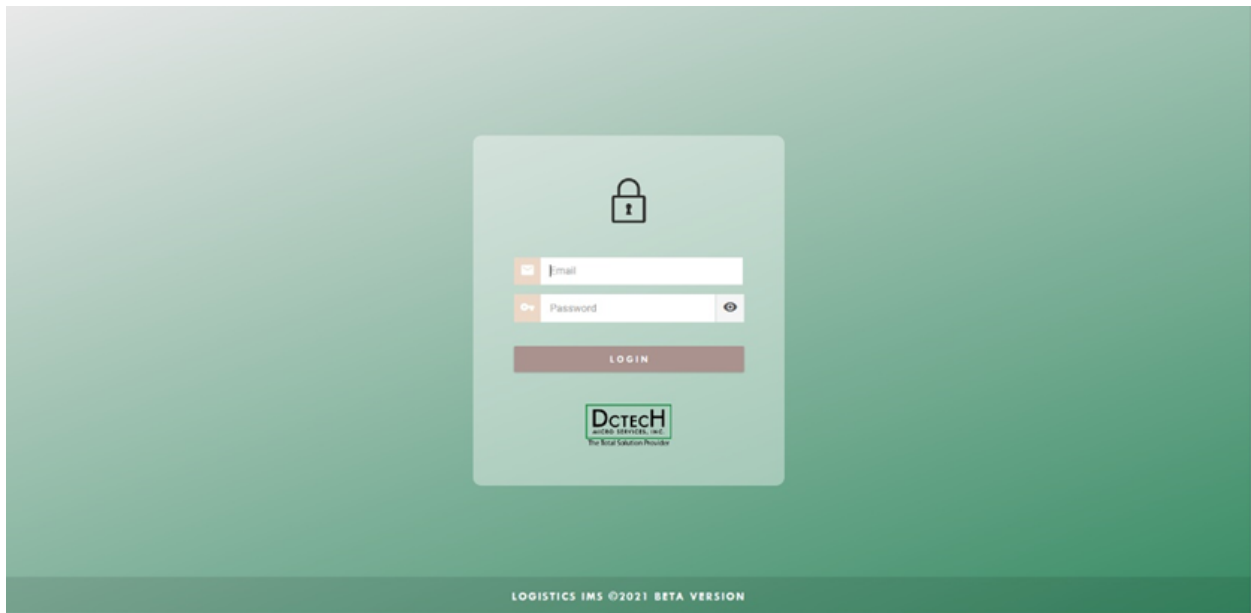 Email
Password
LOGIN
DCTECH
MICRO SERVICES, INC.
The Total Solution Provider
LOGISTICS IMS ©2021 BETA VERSION